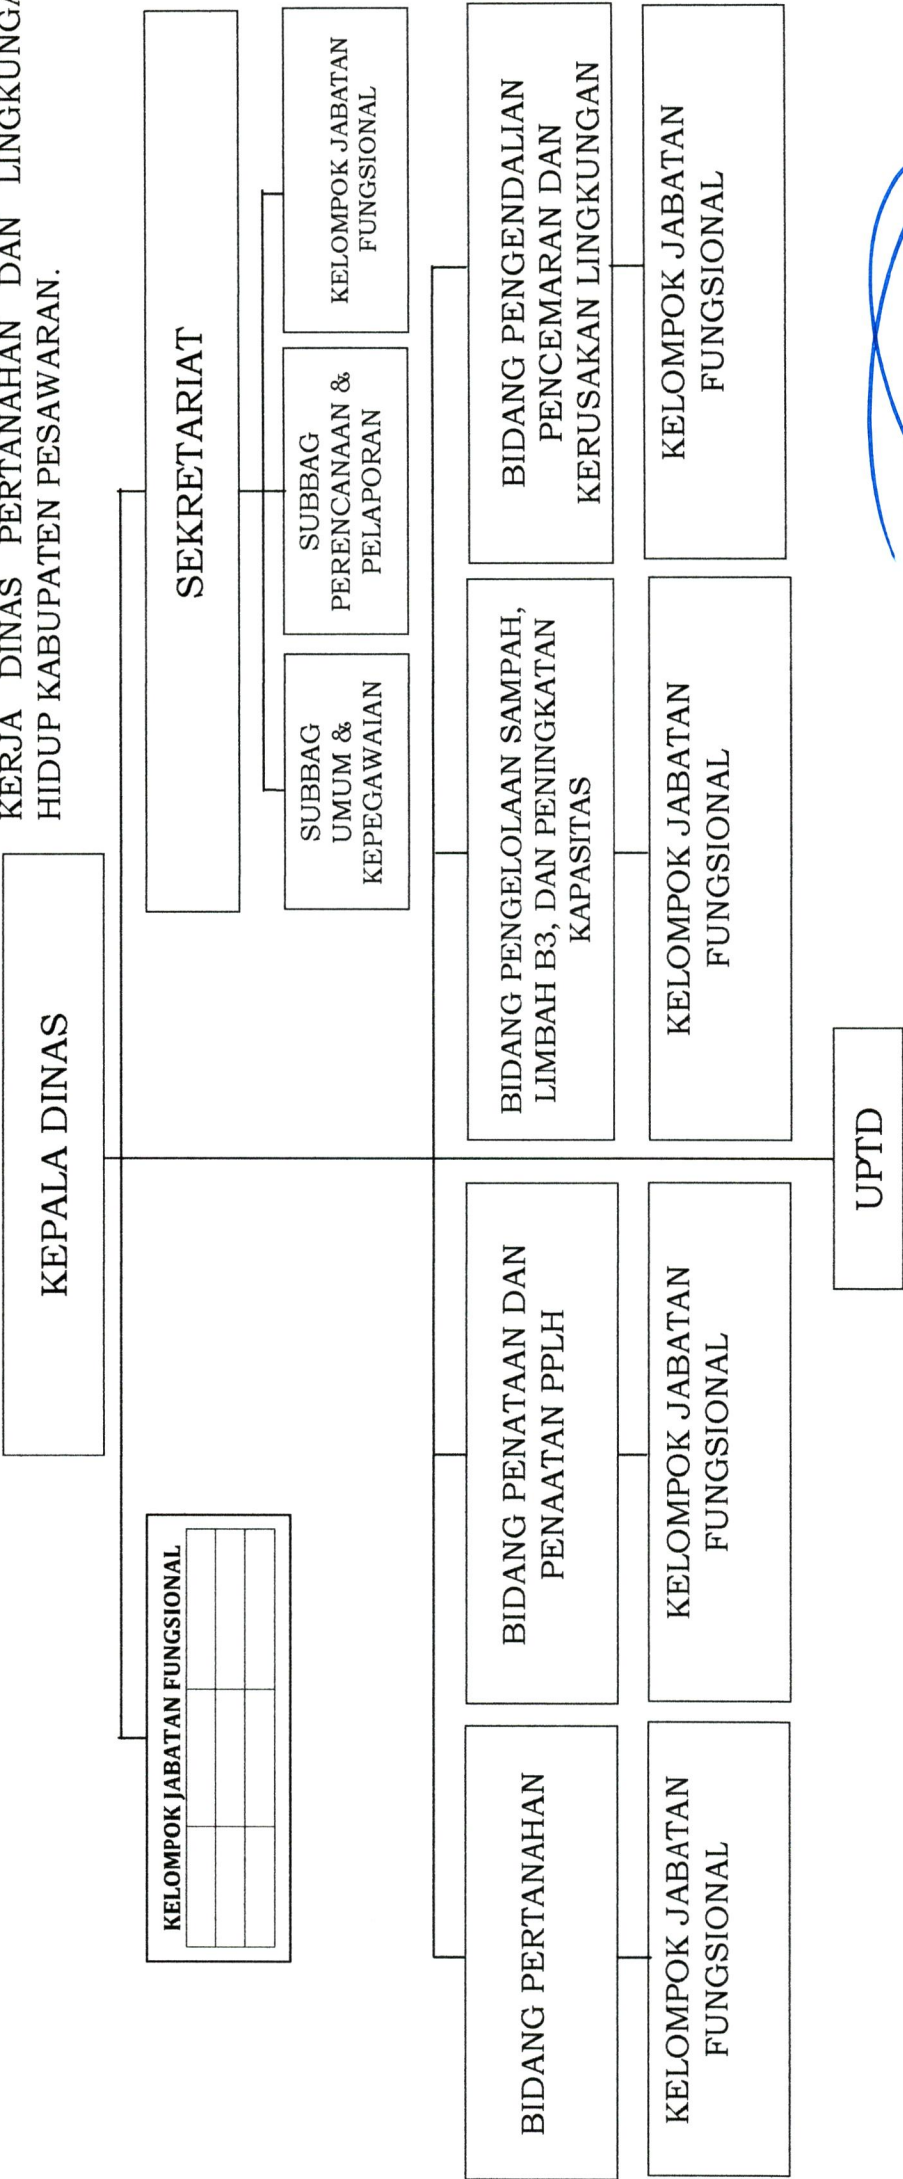 KERJA DINAS PERTANAHAN DAN
HIDUP KABUPATEN PESAWARAN.
KEPALA DINAS
KELOMPOK JABATAN FUNGSIONAL
SEKRETARIAT
SUBBAG
UMUM &
KEPEGAWAIAN
SUBBAG
PERENCANAAN &
PELAPORAN
KELOMPOK JABATAN
FUNGSIONAL
BIDANG PERTANAHAN
BIDANG PENATAAN DAN
PENAATAN PPLH
BIDANG PENGELOLAAN SAMPAH,
LIMBAH B3, DAN PENINGKATAN
KAPASITAS
BIDANG PENGENDALIAN
PENCEMARAN DAN
KERUSAKAN LINGKUNGAN
KELOMPOK JABATAN
FUNGSIONAL
KELOMPOK JABATAN
FUNGSIONAL
KELOMPOK JABATAN
FUNGSIONAL
KELOMPOK JABATAN
FUNGSIONAL
UPTD